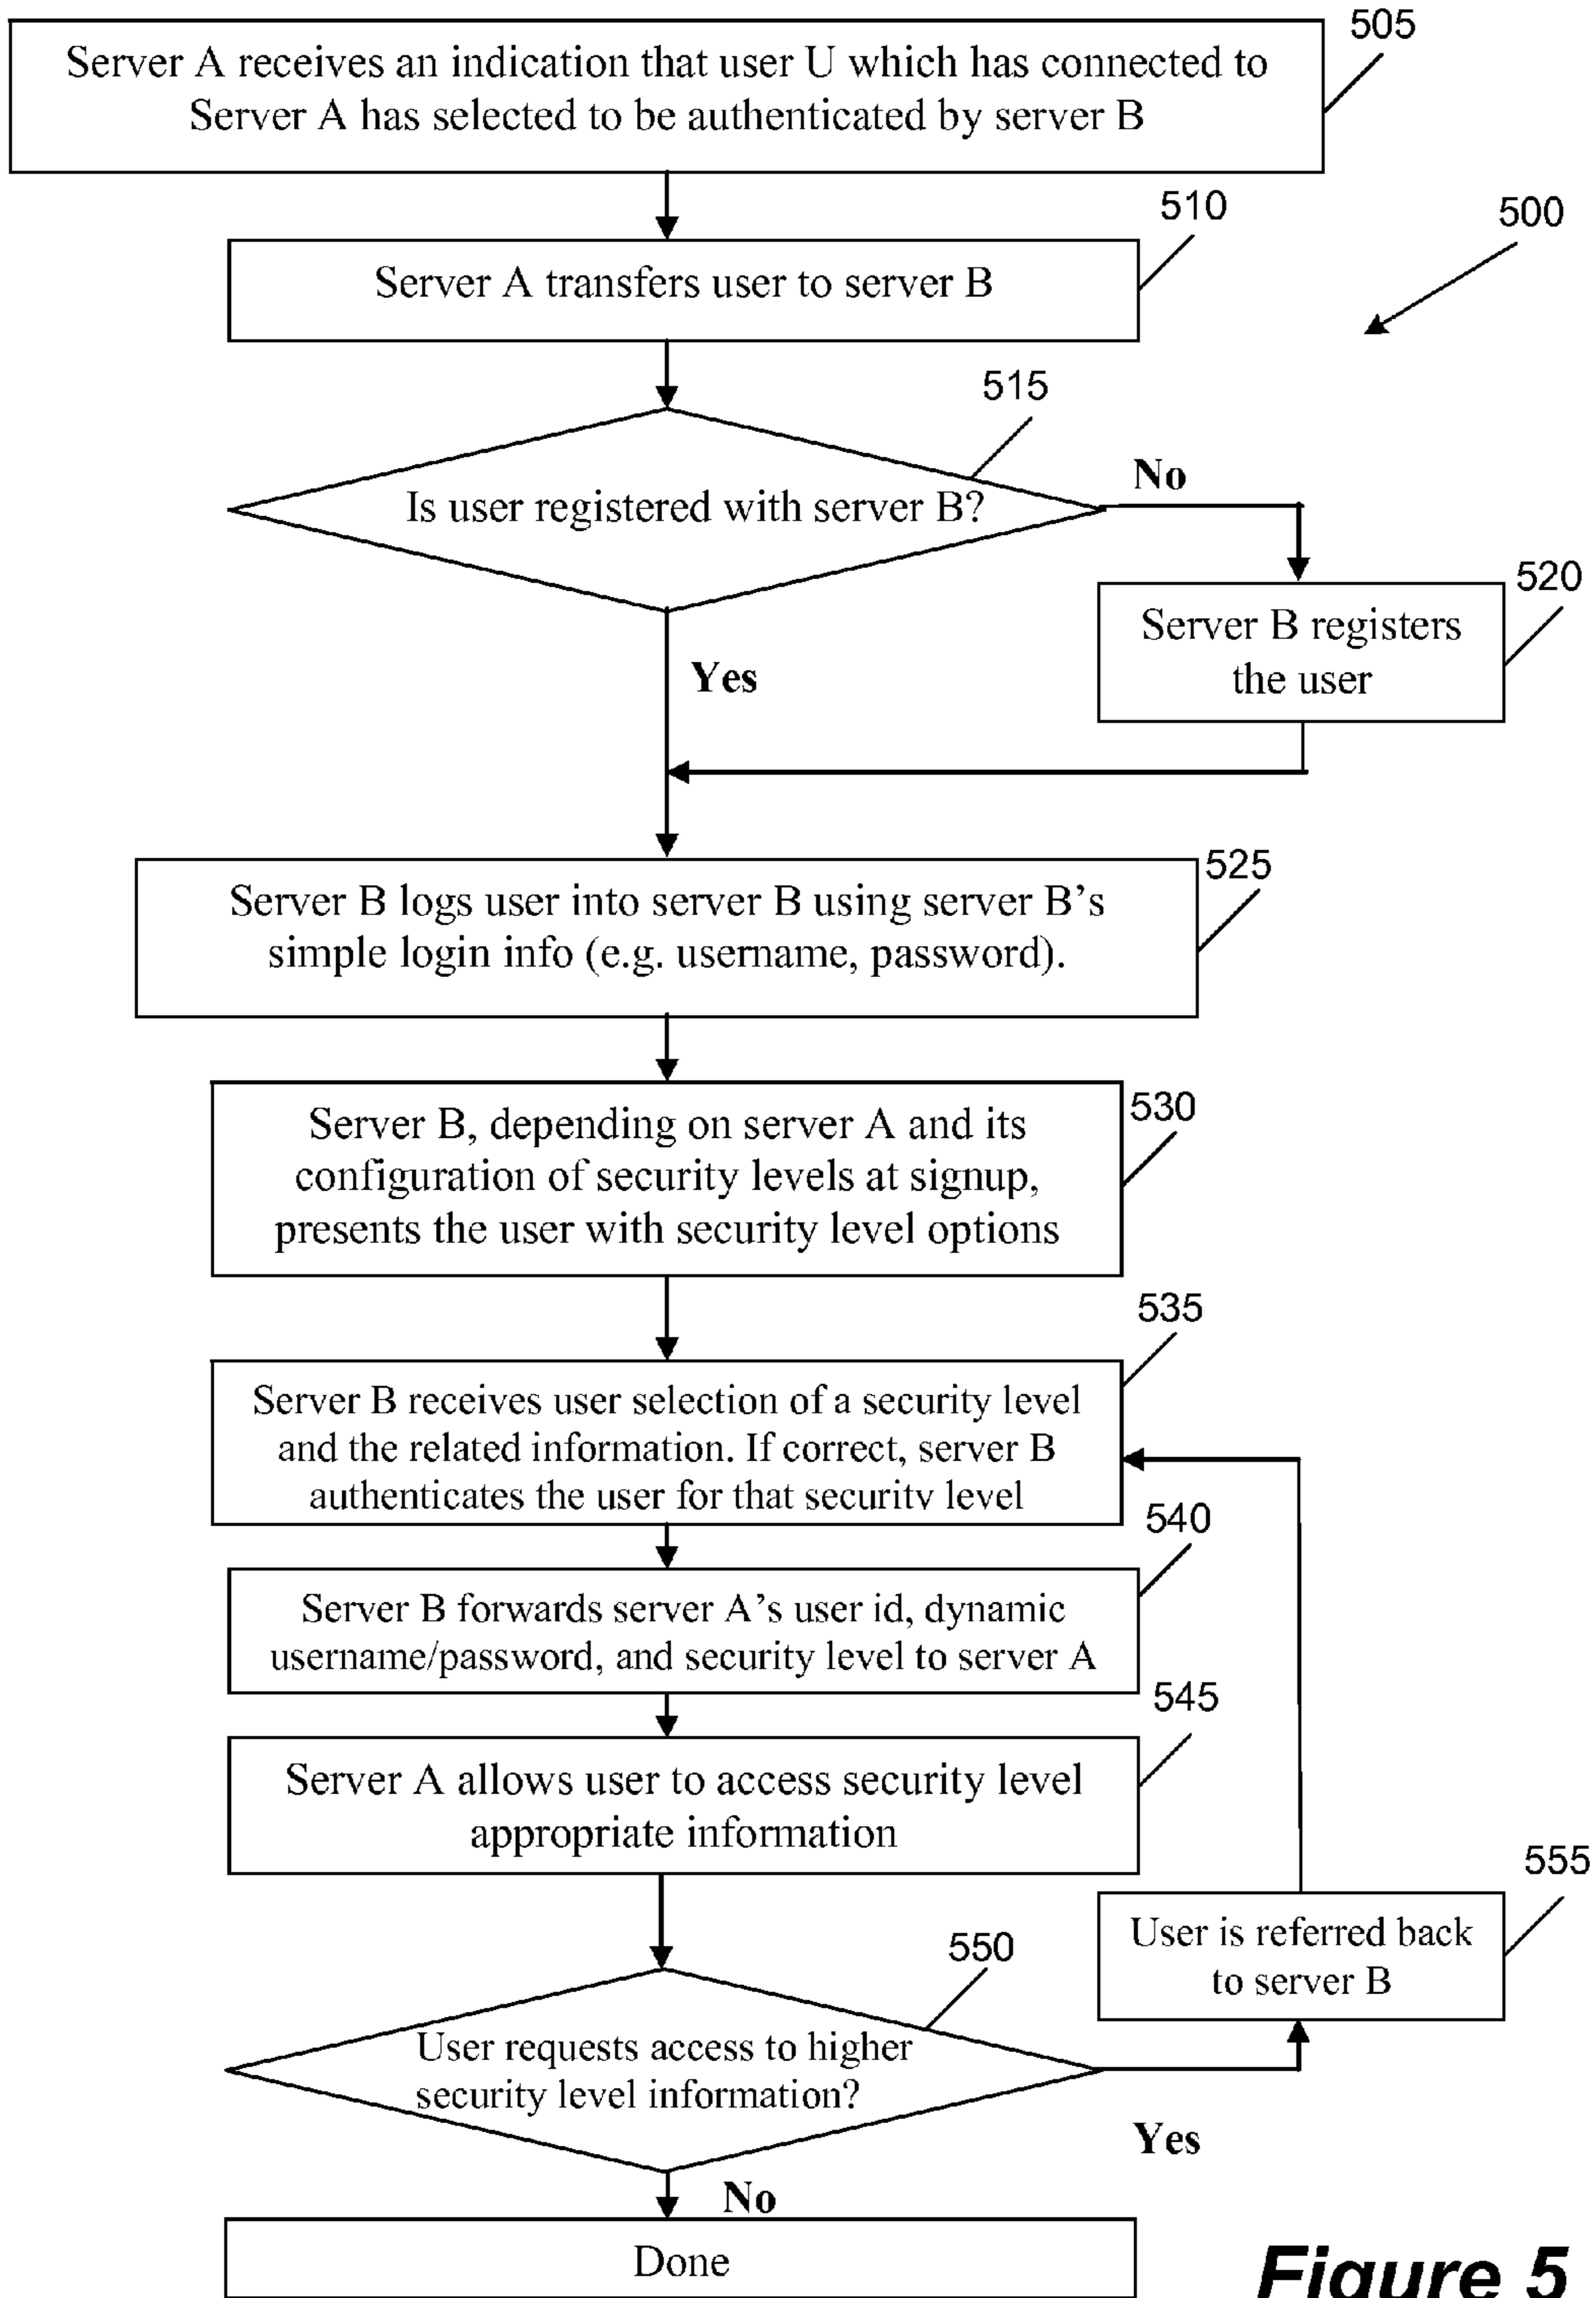 505
Server A receives an indication that user U which has connected to
Server A has selected to be authenticated by server B
510
500
Server A transfers user to server B
515
Is user registered with server B?
No
520
Server B registers
the user
Yes
525
Server B logs user into server B using server B's
simple login info (e.g. username, password).
530
Server B, depending on server A and its
configuration of security levels at signup,
presents the user with security level options
535
Server B receives user selection of a security level
and the related information. If correct, server B
authenticates the user for that security level
540
Server B forwards server A's user id, dynamic
username/password, and security level to server A
545
Server A allows user to access security level
appropriate information
555
User is referred back
to server B
550
User requests access to higher
security level information?
Yes
No
Done
Figure 5